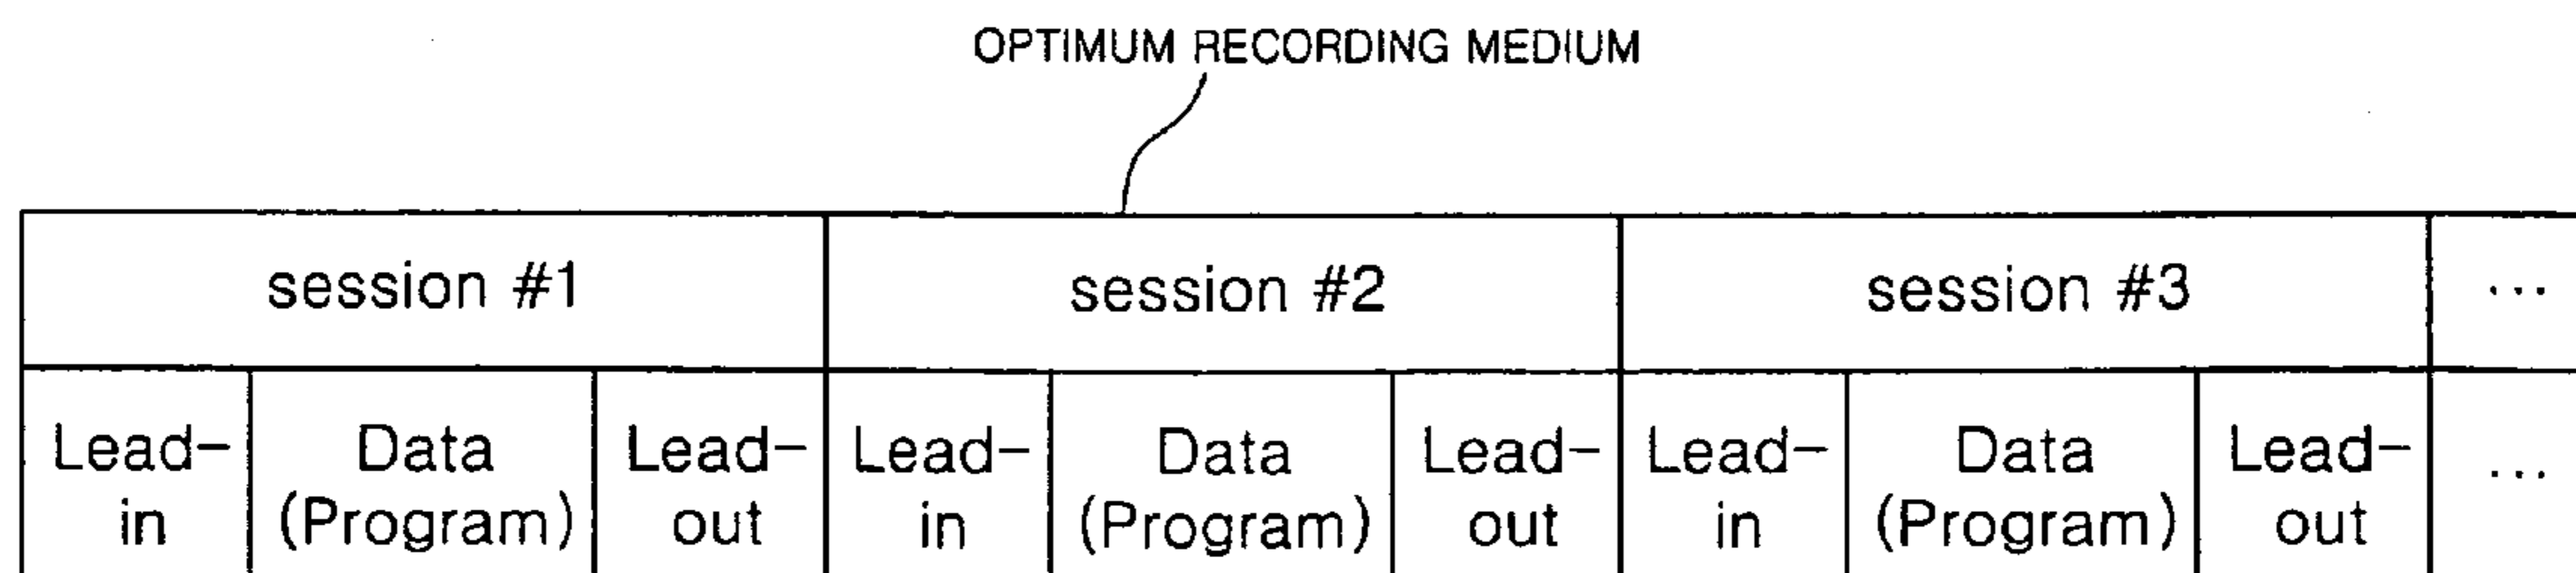 OPTIMUM RECORDING MEDIUM
session #1 session #2 session #3 ...
Lead- Data Lead- Lead- Data Lead- Lead- Data Lead- ...
in (Program) out in (Program) out in (Program) out